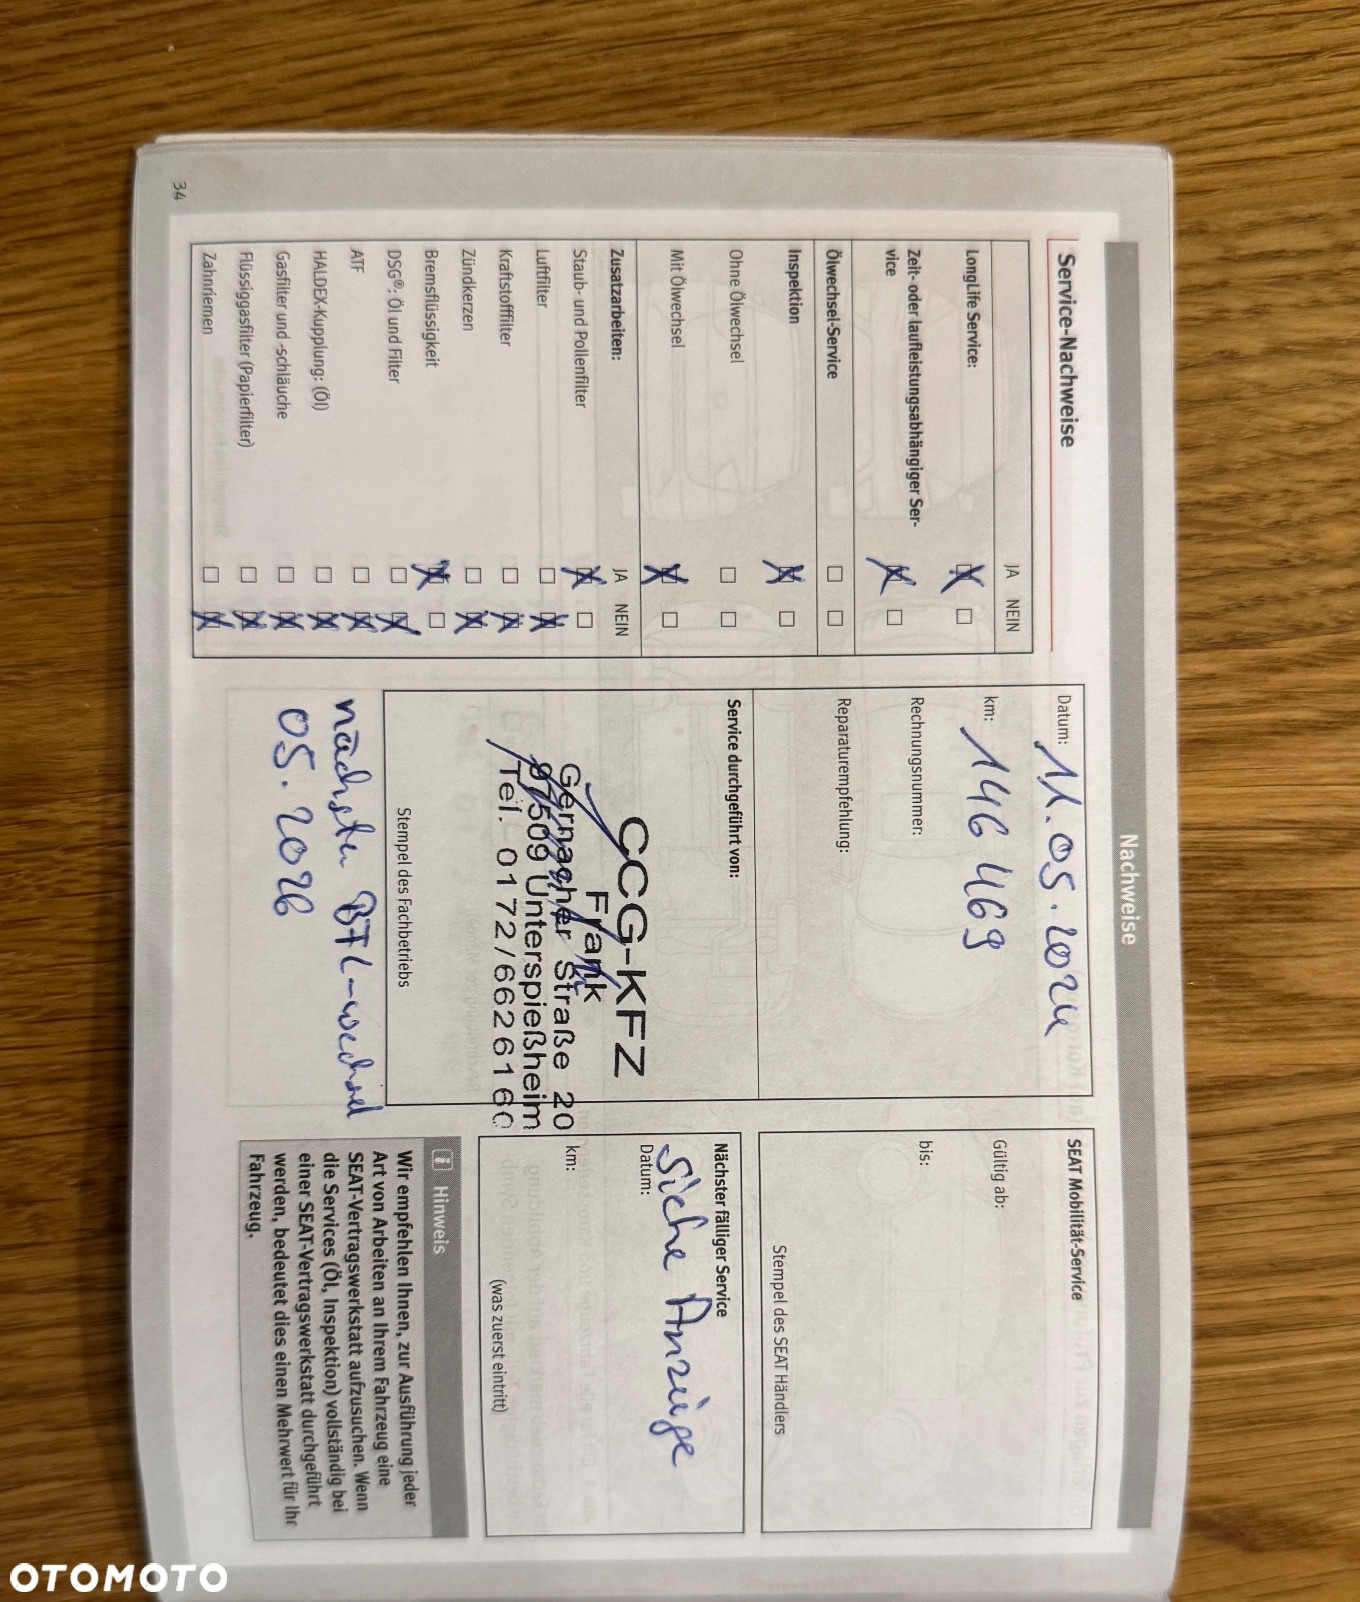 Nachweise
Service-Nachweise
JA NEIN
LongLife Service:
Zeit- oder laufleistungsabhängiger Ser-
vice
Ölwechsel-Service
Inspektion
Ohne Ölwechsel
Mit Ölwechsel
Zusatzarbeiten: JA NEIN
Staub- und Pollenfilter
Luftfilter
Kraftstofffilter
Zündkerzen
Bremsflüssigkeit
DSG®: Öl und Filter
ATF
HALDEX-Kupplung: (Öl)
Gasfilter und -schläuche
Flüssiggasfilter (Papierfilter)
Zahnriemen
34
Datum: 11.05.2024
km: 146 469
Rechnungsnummer:
Reparaturempfehlung:
Service durchgeführt von:
CCG-KFZ
Frank
Gernacher Straße 20
97509 Unterspießheim
Tel. 0172/6626160
Stempel des Fachbetriebs
nächster BFL-wechsel
05.2026
SEAT Mobilität-Service
Gültig ab:
bis:
Stempel des SEAT Händlers
Nächster fälliger Service
Siehe Anzeige
Datum:
km:
(was zuerst eintritt)
i Hinweis
Wir empfehlen Ihnen, zur Ausführung jeder
Art von Arbeiten an Ihrem Fahrzeug eine
SEAT-Vertragswerkstatt aufzusuchen. Wenn
die Services (Öl, Inspektion) vollständig bei
einer SEAT-Vertragswerkstatt durchgeführt
werden, bedeutet dies einen Mehrwert für Ihr
Fahrzeug.
OTOMOTO